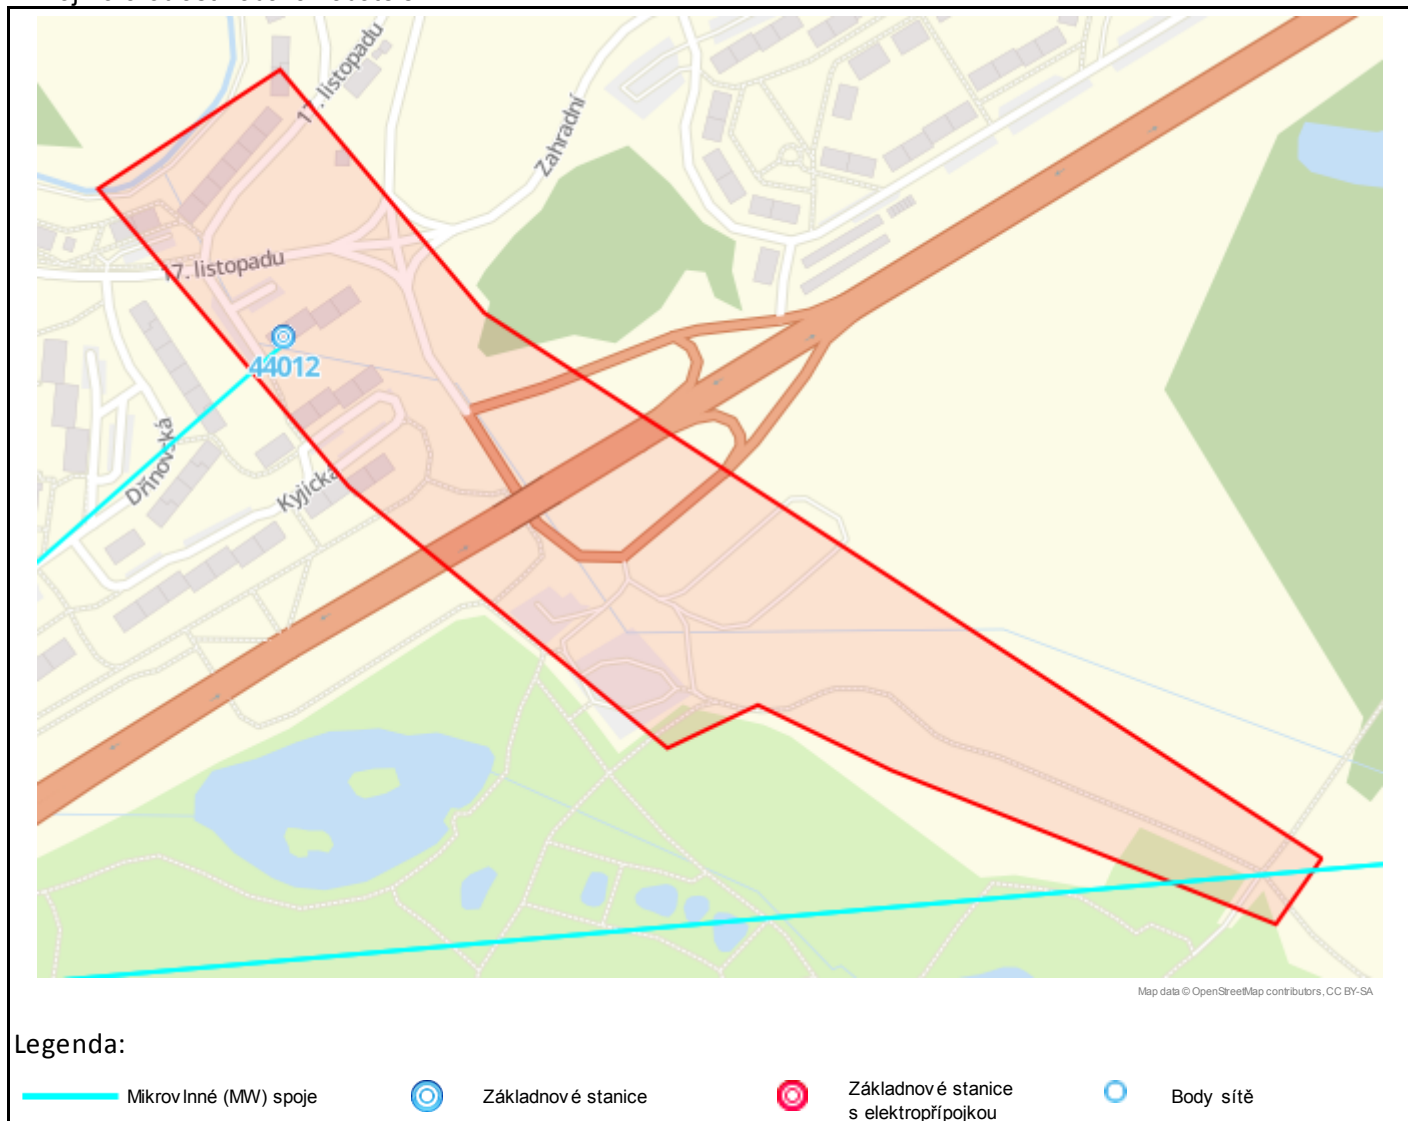 17. listopadu
Zahradní
17. listopadu
44012
Dřínovská
Kyjická
Map data © OpenStreetMap contributors, CC BY-SA
Legenda:
Mikrovlnné (MW) spoje
Základnové stanice
Základnové stanice
s elektropřípojkou
Body sítě